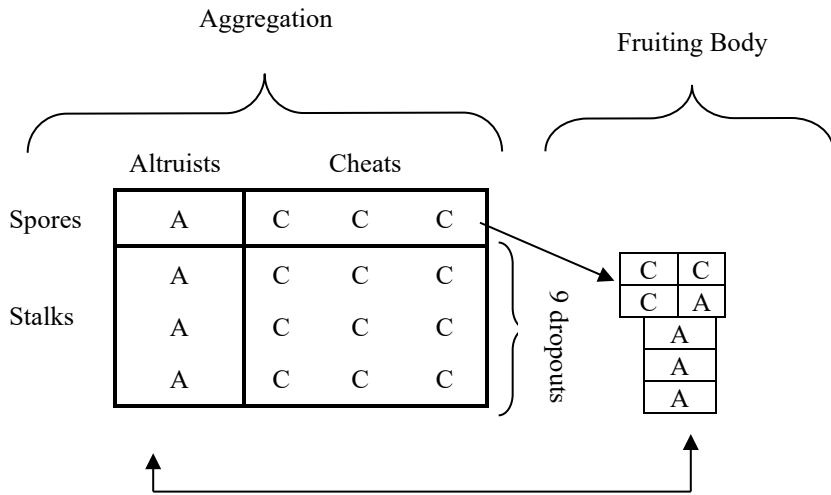 Aggregation
Fruiting Body
Altruists Cheats
Spores A C C C
A C C C
Stalks
A C C C
A C C C
9 dropouts
C C
C A
A
A
A